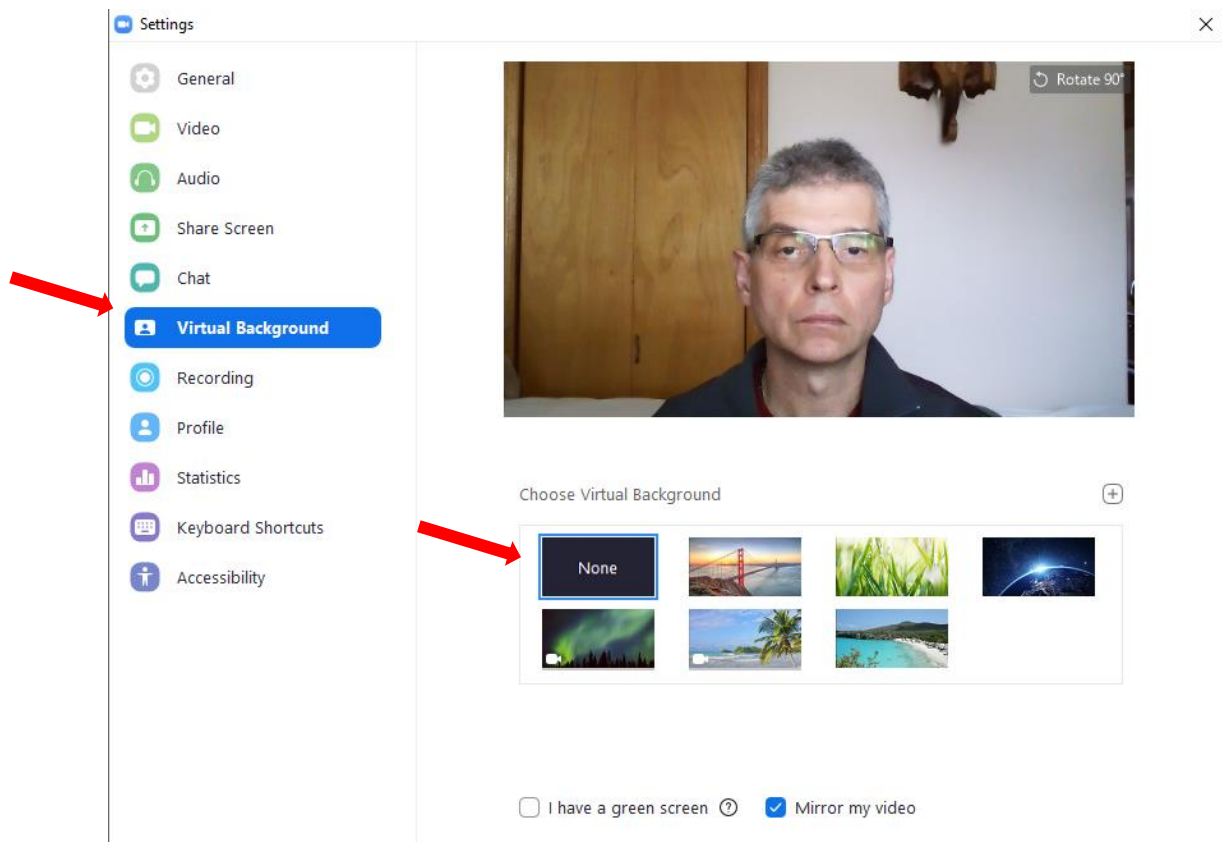 Settings
General
Video
Audio
Share Screen
Chat
Virtual Background
Recording
Profile
Statistics
Keyboard Shortcuts
Accessibility
Rotate 90°
Choose Virtual Background
None
I have a green screen
Mirror my video